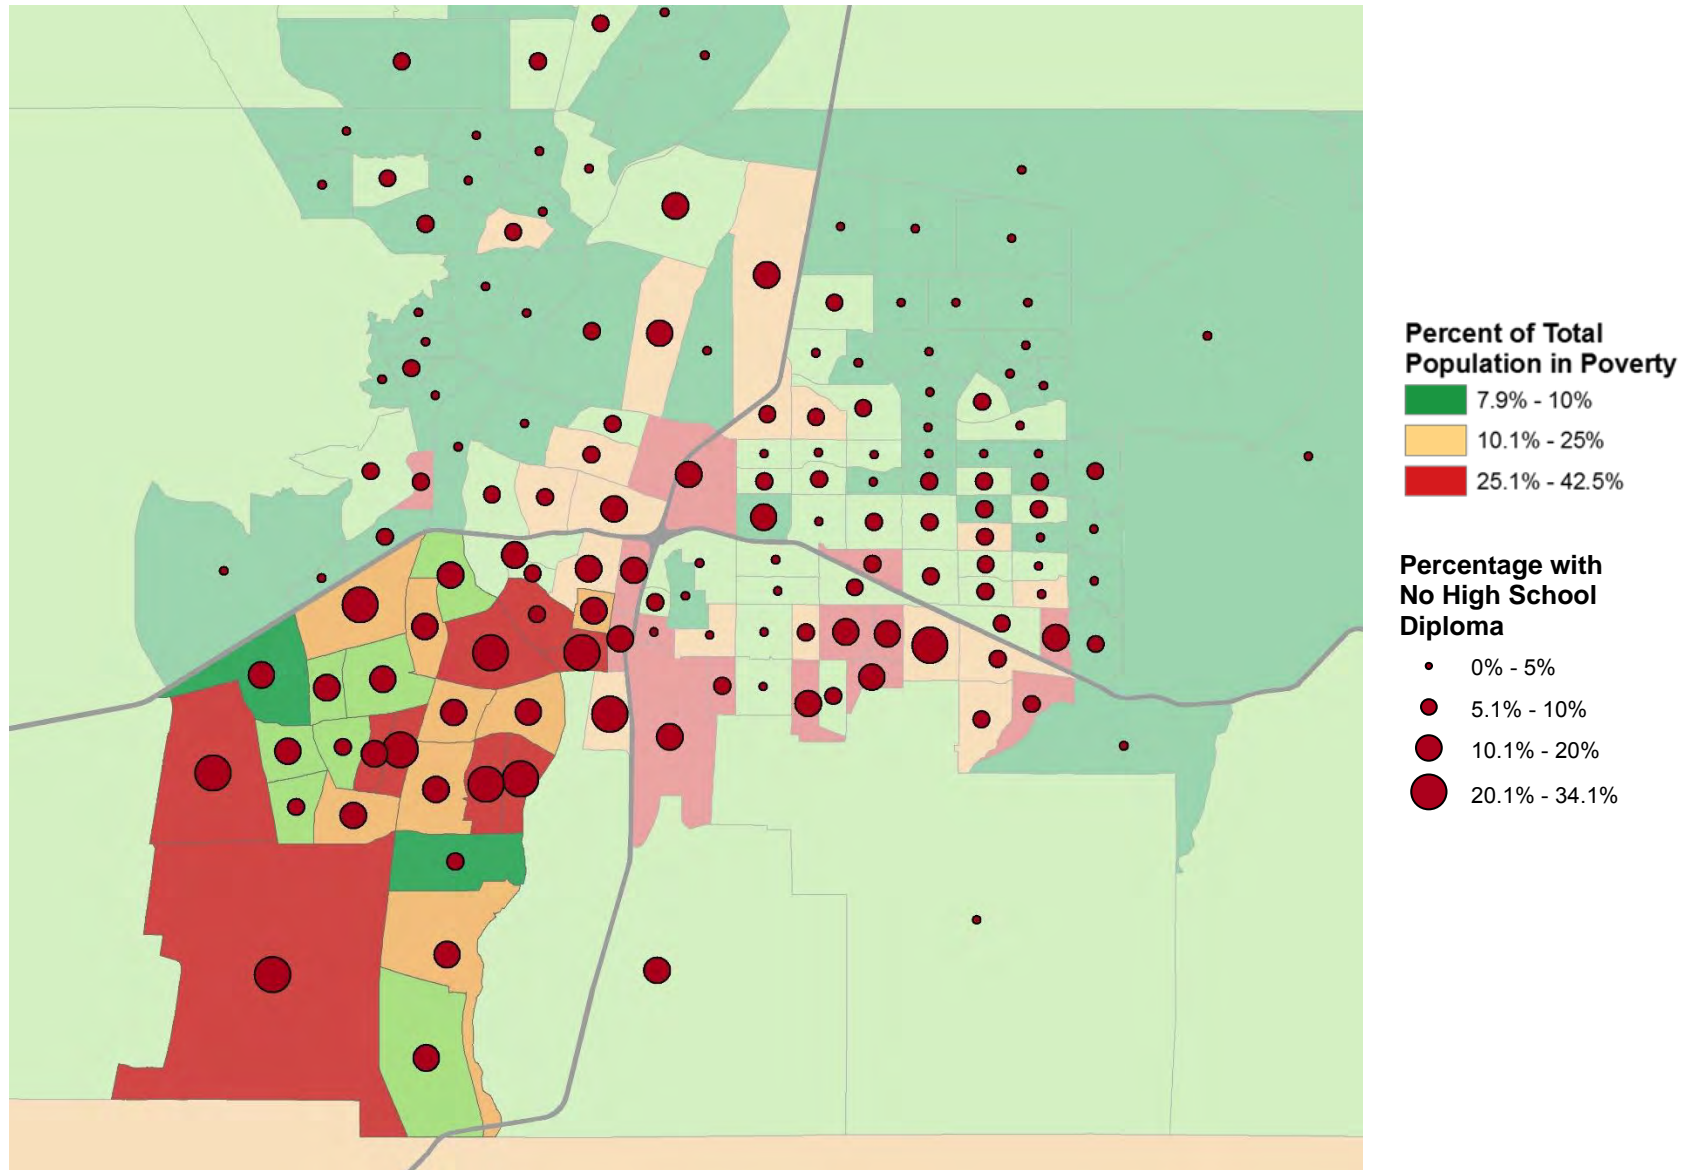 Percent of Total
Population in Poverty
7.9% - 10%
10.1% - 25%
25.1% - 42.5%
Percentage with
No High School
Diploma
0% - 5%
5.1% - 10%
10.1% - 20%
20.1% - 34.1%